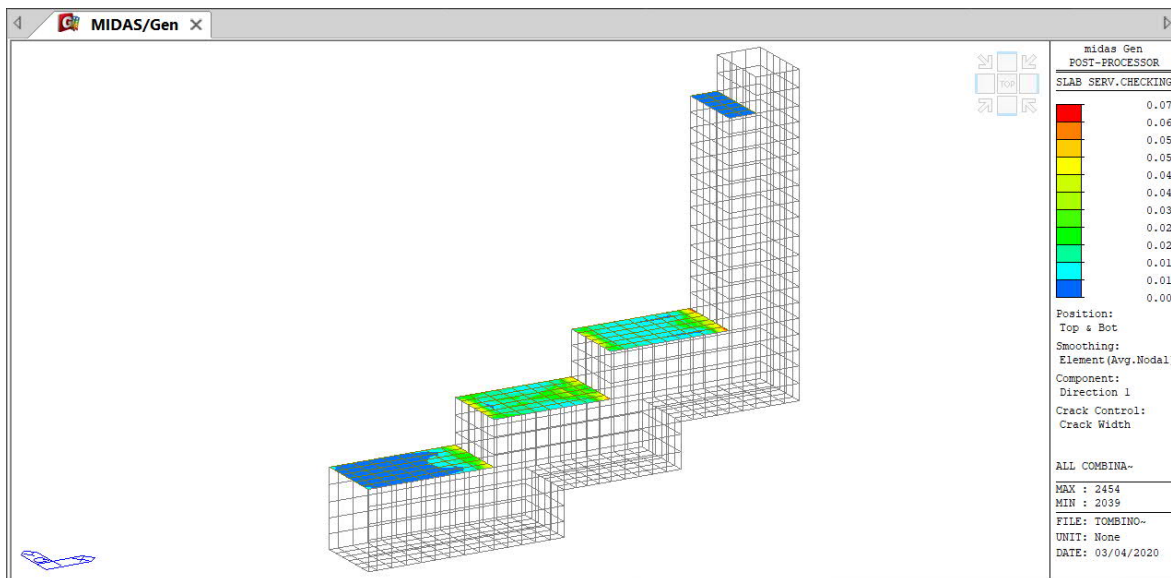 MIDAS/Gen
TOP
midas Gen
POST-PROCESSOR
SLAB SERV.CHECKING
0.07
0.06
0.05
0.05
0.04
0.04
0.03
0.02
0.02
0.01
0.01
0.00
Position:
Top & Bot
Smoothing:
Element(Avg.Nodal)
Component:
Direction 1
Crack Control:
Crack Width
ALL COMBINA~
MAX : 2454
MIN : 2039
FILE: TOMBINO~
UNIT: None
DATE: 03/04/2020